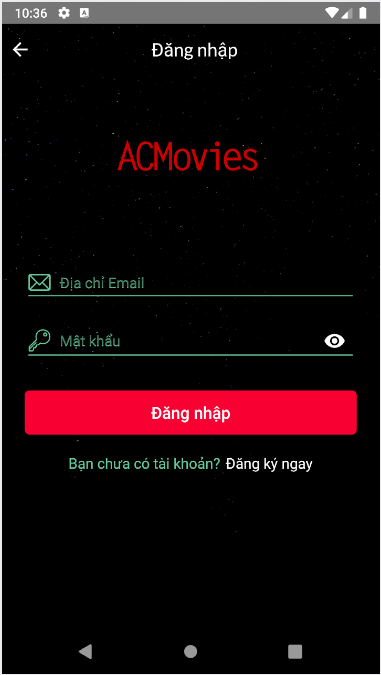 10:36
Đăng nhập
ACMovies
Địa chỉ Email
Mật khẩu
Đăng nhập
Bạn chưa có tài khoản? Đăng ký ngay